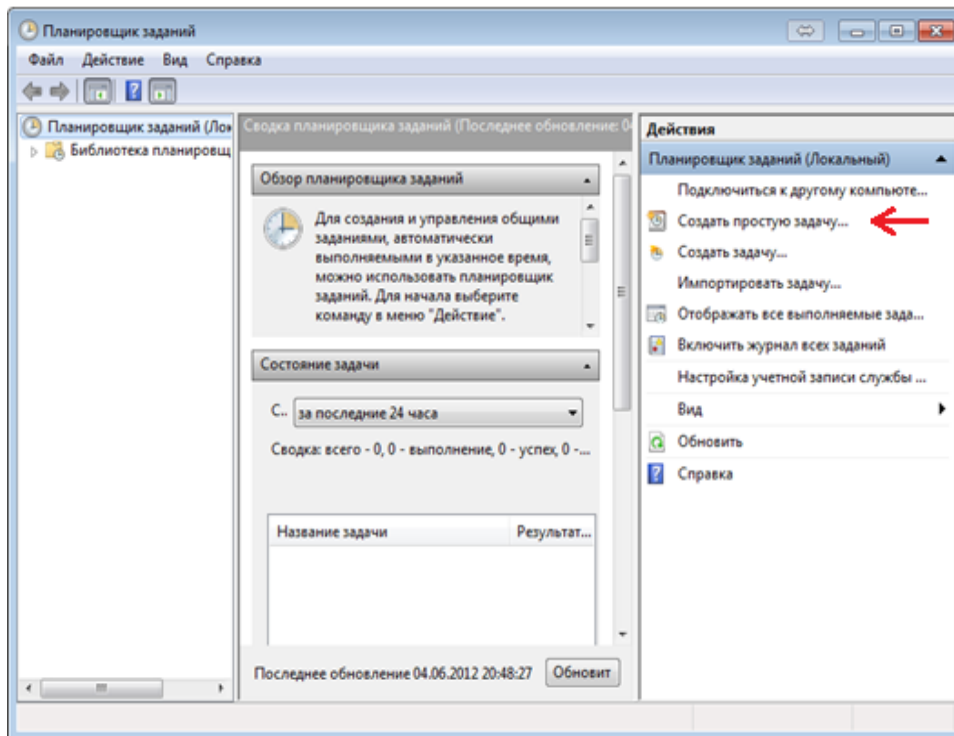 Планировщик заданий
Файл Действие Вид Справка
Планировщик заданий (Лок
Библиотека планировщ
Сводка планировщика заданий (Последнее обновление: 04
Обзор планировщика заданий
Для создания и управления общими
заданиями, автоматически
выполняемыми в указанное время,
можно использовать планировщик
заданий. Для начала выберите
команду в меню "Действие".
Состояние задачи
С.. за последние 24 часа
Сводка: всего - 0, 0 - выполнение, 0 - успех, 0 -...
Название задачи Результат...
Последнее обновление 04.06.2012 20:48:27 Обновит
Действия
Планировщик заданий (Локальный)
Подключиться к другому компьюте...
Создать простую задачу...
Создать задачу...
Импортировать задачу...
Отображать все выполняемые зада...
Включить журнал всех заданий
Настройка учетной записи службы ...
Вид
Обновить
Справка